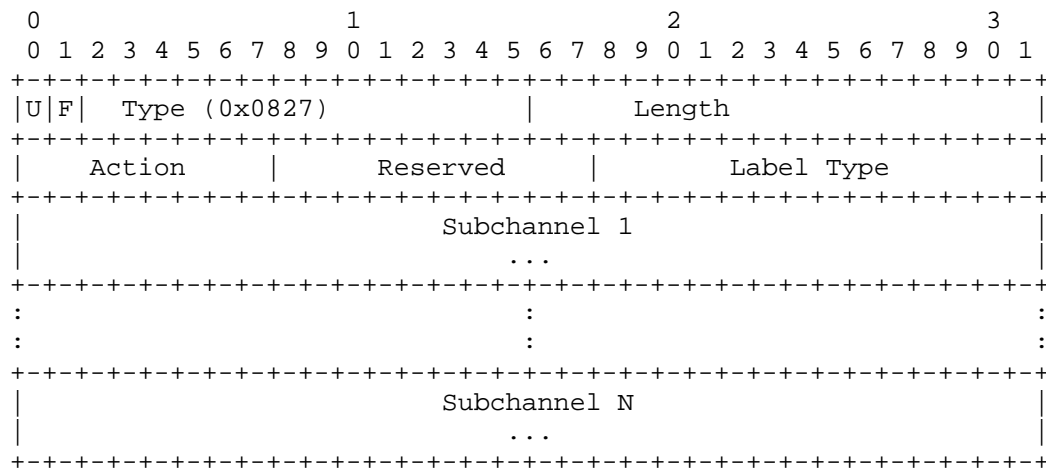 0                   1                   2                   3
 0 1 2 3 4 5 6 7 8 9 0 1 2 3 4 5 6 7 8 9 0 1 2 3 4 5 6 7 8 9 0 1
+-+-+-+-+-+-+-+-+-+-+-+-+-+-+-+-+-+-+-+-+-+-+-+-+-+-+-+-+-+-+-+-+
|U|F|  Type (0x0827)            |      Length                   |
+-+-+-+-+-+-+-+-+-+-+-+-+-+-+-+-+-+-+-+-+-+-+-+-+-+-+-+-+-+-+-+-+
|    Action     |      Reserved     |        Label Type         |
+-+-+-+-+-+-+-+-+-+-+-+-+-+-+-+-+-+-+-+-+-+-+-+-+-+-+-+-+-+-+-+-+
|                          Subchannel 1                         |
|                              ...                              |
+-+-+-+-+-+-+-+-+-+-+-+-+-+-+-+-+-+-+-+-+-+-+-+-+-+-+-+-+-+-+-+-+
:                               :                               :
:                               :                               :
+-+-+-+-+-+-+-+-+-+-+-+-+-+-+-+-+-+-+-+-+-+-+-+-+-+-+-+-+-+-+-+-+
|                          Subchannel N                         |
|                              ...                              |
+-+-+-+-+-+-+-+-+-+-+-+-+-+-+-+-+-+-+-+-+-+-+-+-+-+-+-+-+-+-+-+-+